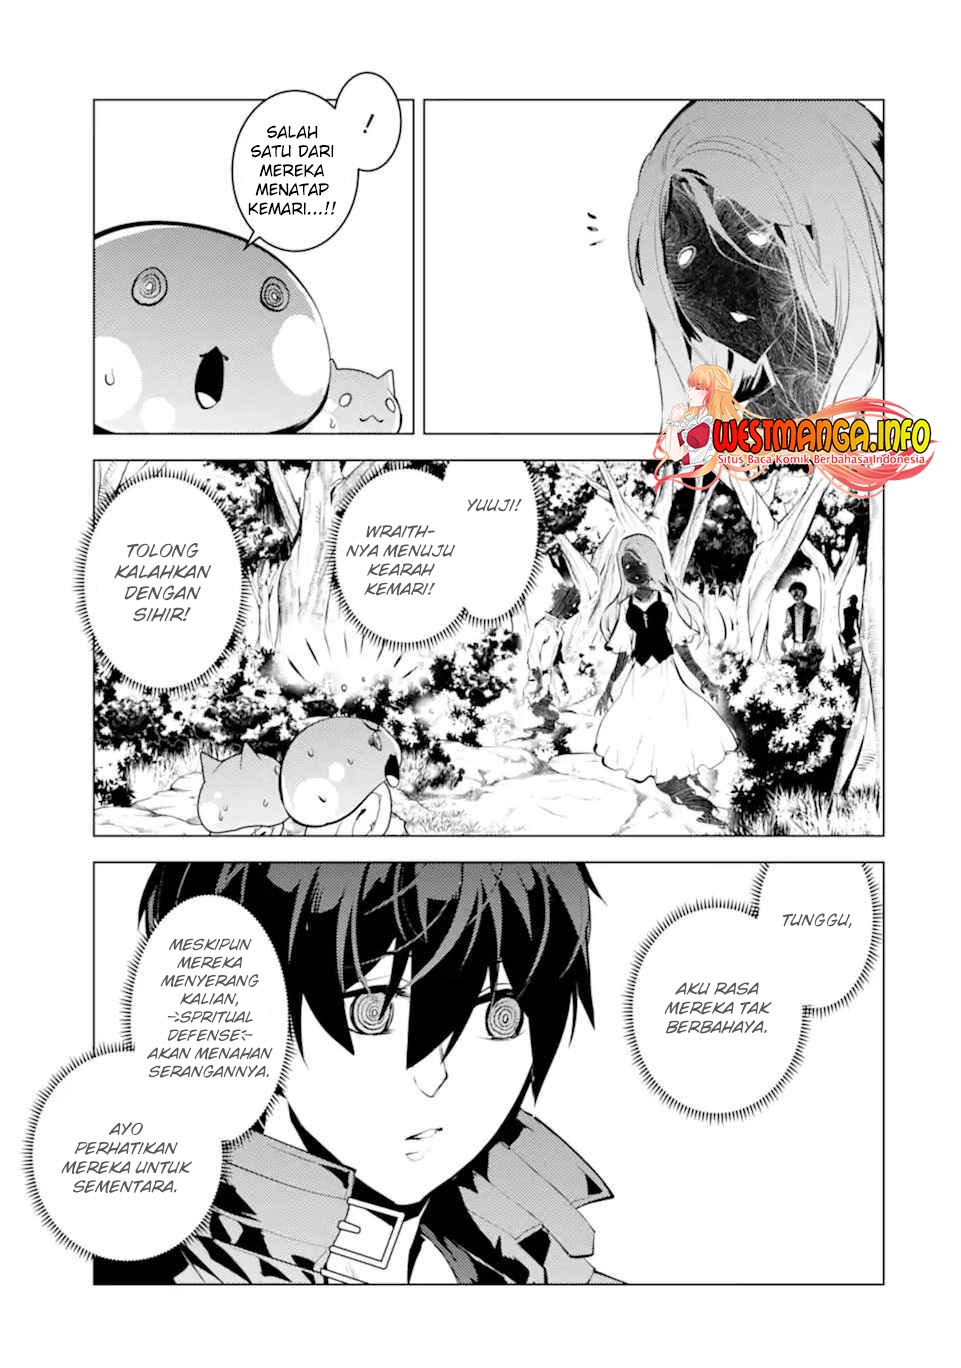 !
SALAH
SATU DARI
MEREKA
MENATAP
KEMARI...!!
WESTMANGA.INFO
Situs Baca Komik Berbahasa Indonesia
YUUJI!
WRAITH-
NYA MENUJU
KEARAH
KEMARI!
TOLONG
KALAHKAN
DENGAN
SIHIR!
TUNGGU,
AKU RASA
MEREKA TAK
BERBAHAYA.
MESKIPUN
MEREKA
MENYERANG
KALIAN,
->SPRITUAL
DEFENSE<-
AKAN MENAHAN
SERANGANNYA.
AYO
PERHATIKAN
MEREKA UNTUK
SEMENTARA.